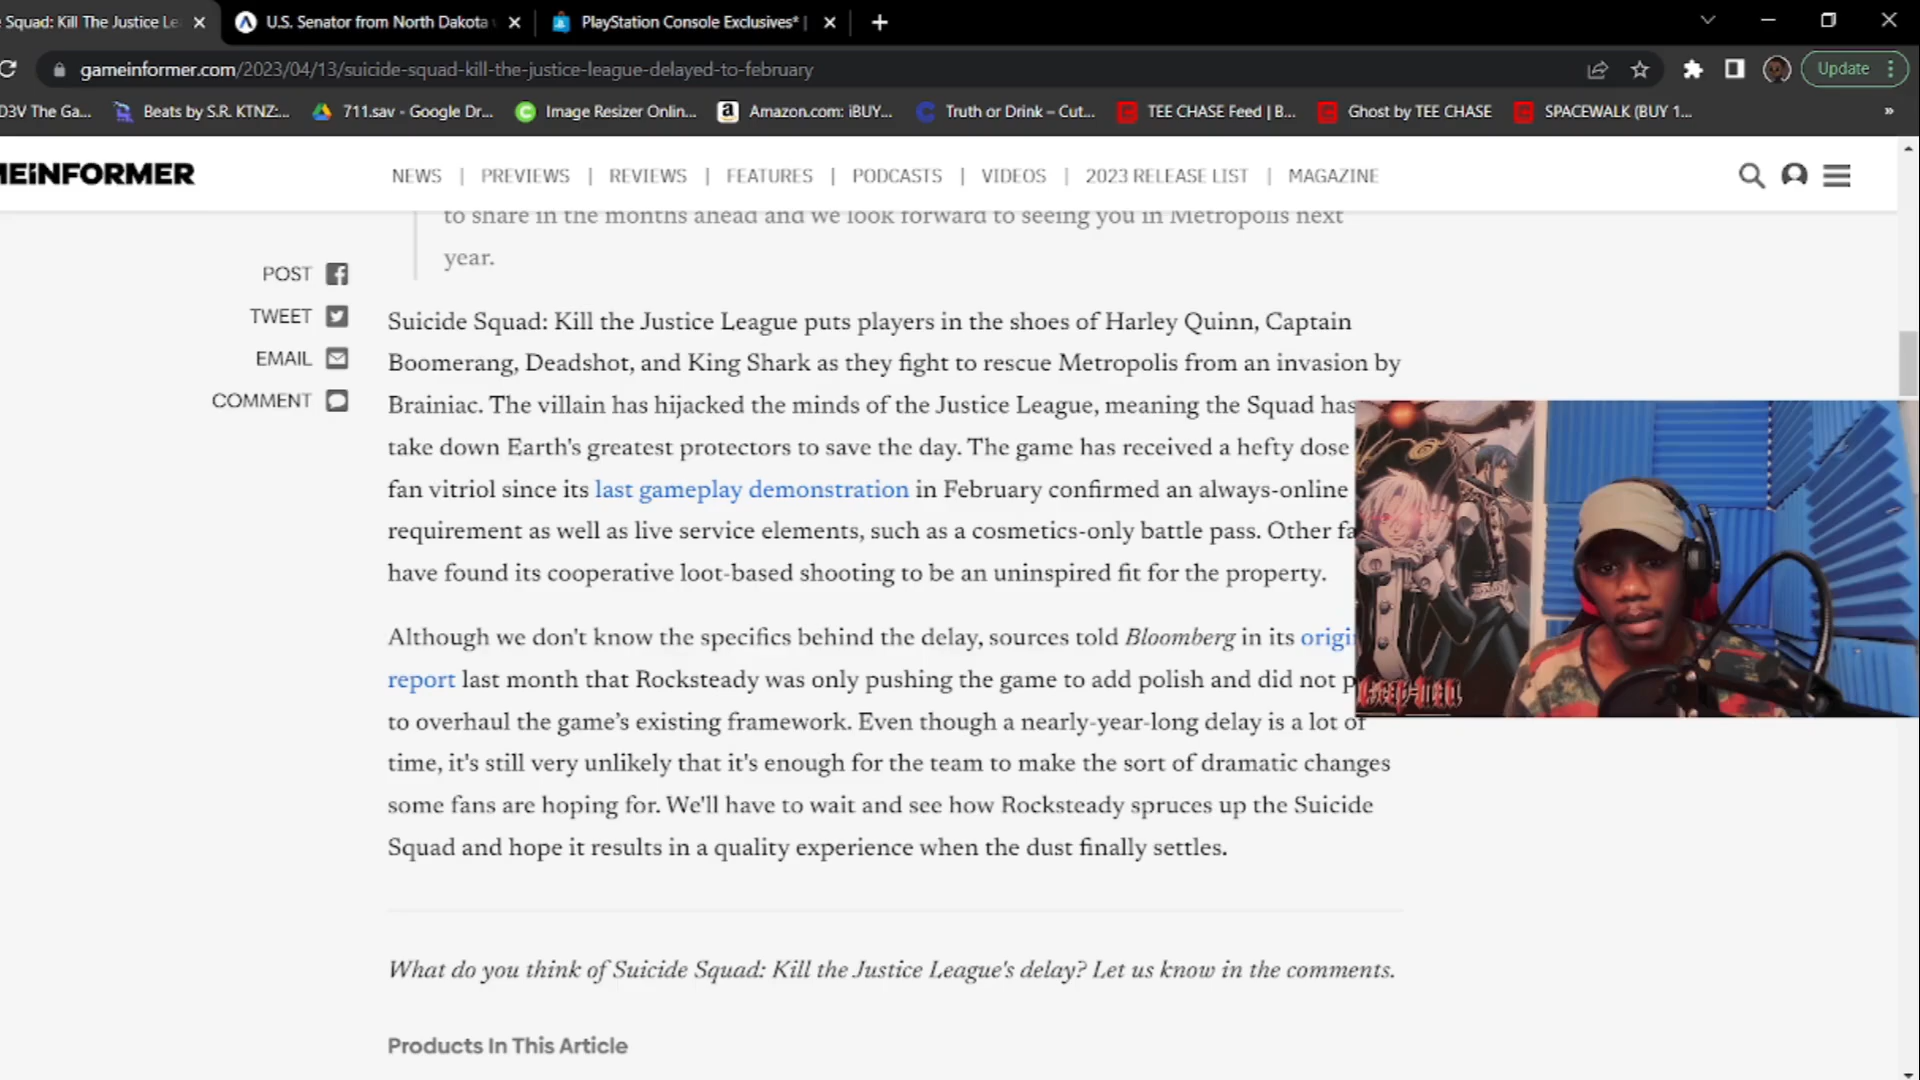 Squad: Kill The Justice Le
U.S. Senator from North Dakota
PlayStation Console Exclusives* |
gameinformer.com/2023/04/13/suicide-squad-kill-the-justice-league-delayed-to-february
Update
D3V The Ga...
Beats by S.R. KTNZ:...
711.sav - Google Dr...
Image Resizer Onlin...
Amazon.com: iBUY...
Truth or Drink – Cut...
TEE CHASE Feed | B...
Ghost by TEE CHASE
SPACEWALK (BUY 1...
»
MEINFORMER
NEWS | PREVIEWS | REVIEWS | FEATURES | PODCASTS | VIDEOS | 2023 RELEASE LIST | MAGAZINE
to share in the months ahead and we look forward to seeing you in Metropolis next
year.
POST
TWEET
EMAIL
COMMENT
Suicide Squad: Kill the Justice League puts players in the shoes of Harley Quinn, Captain
Boomerang, Deadshot, and King Shark as they fight to rescue Metropolis from an invasion by
Brainiac. The villain has hijacked the minds of the Justice League, meaning the Squad has
take down Earth's greatest protectors to save the day. The game has received a hefty dose
fan vitriol since its last gameplay demonstration in February confirmed an always-online
requirement as well as live service elements, such as a cosmetics-only battle pass. Other fa
have found its cooperative loot-based shooting to be an uninspired fit for the property.
Although we don't know the specifics behind the delay, sources told Bloomberg in its origi
report last month that Rocksteady was only pushing the game to add polish and did not p
to overhaul the game's existing framework. Even though a nearly-year-long delay is a lot of
time, it's still very unlikely that it's enough for the team to make the sort of dramatic changes
some fans are hoping for. We'll have to wait and see how Rocksteady spruces up the Suicide
Squad and hope it results in a quality experience when the dust finally settles.
What do you think of Suicide Squad: Kill the Justice League's delay? Let us know in the comments.
Products In This Article